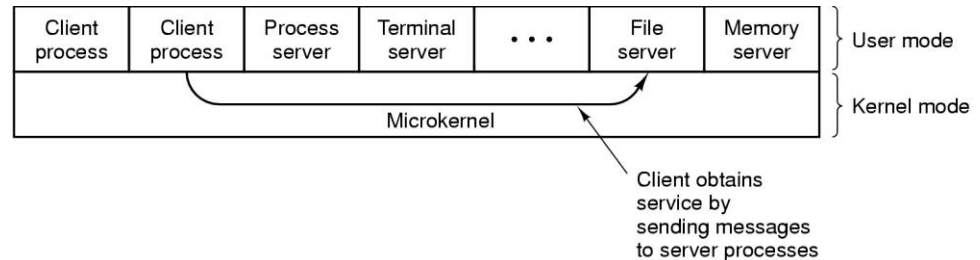 Client process
Client process
Process server
Terminal server
• • •
File server
Memory server
User mode
Microkernel
Kernel mode
Client obtains
service by
sending messages
to server processes